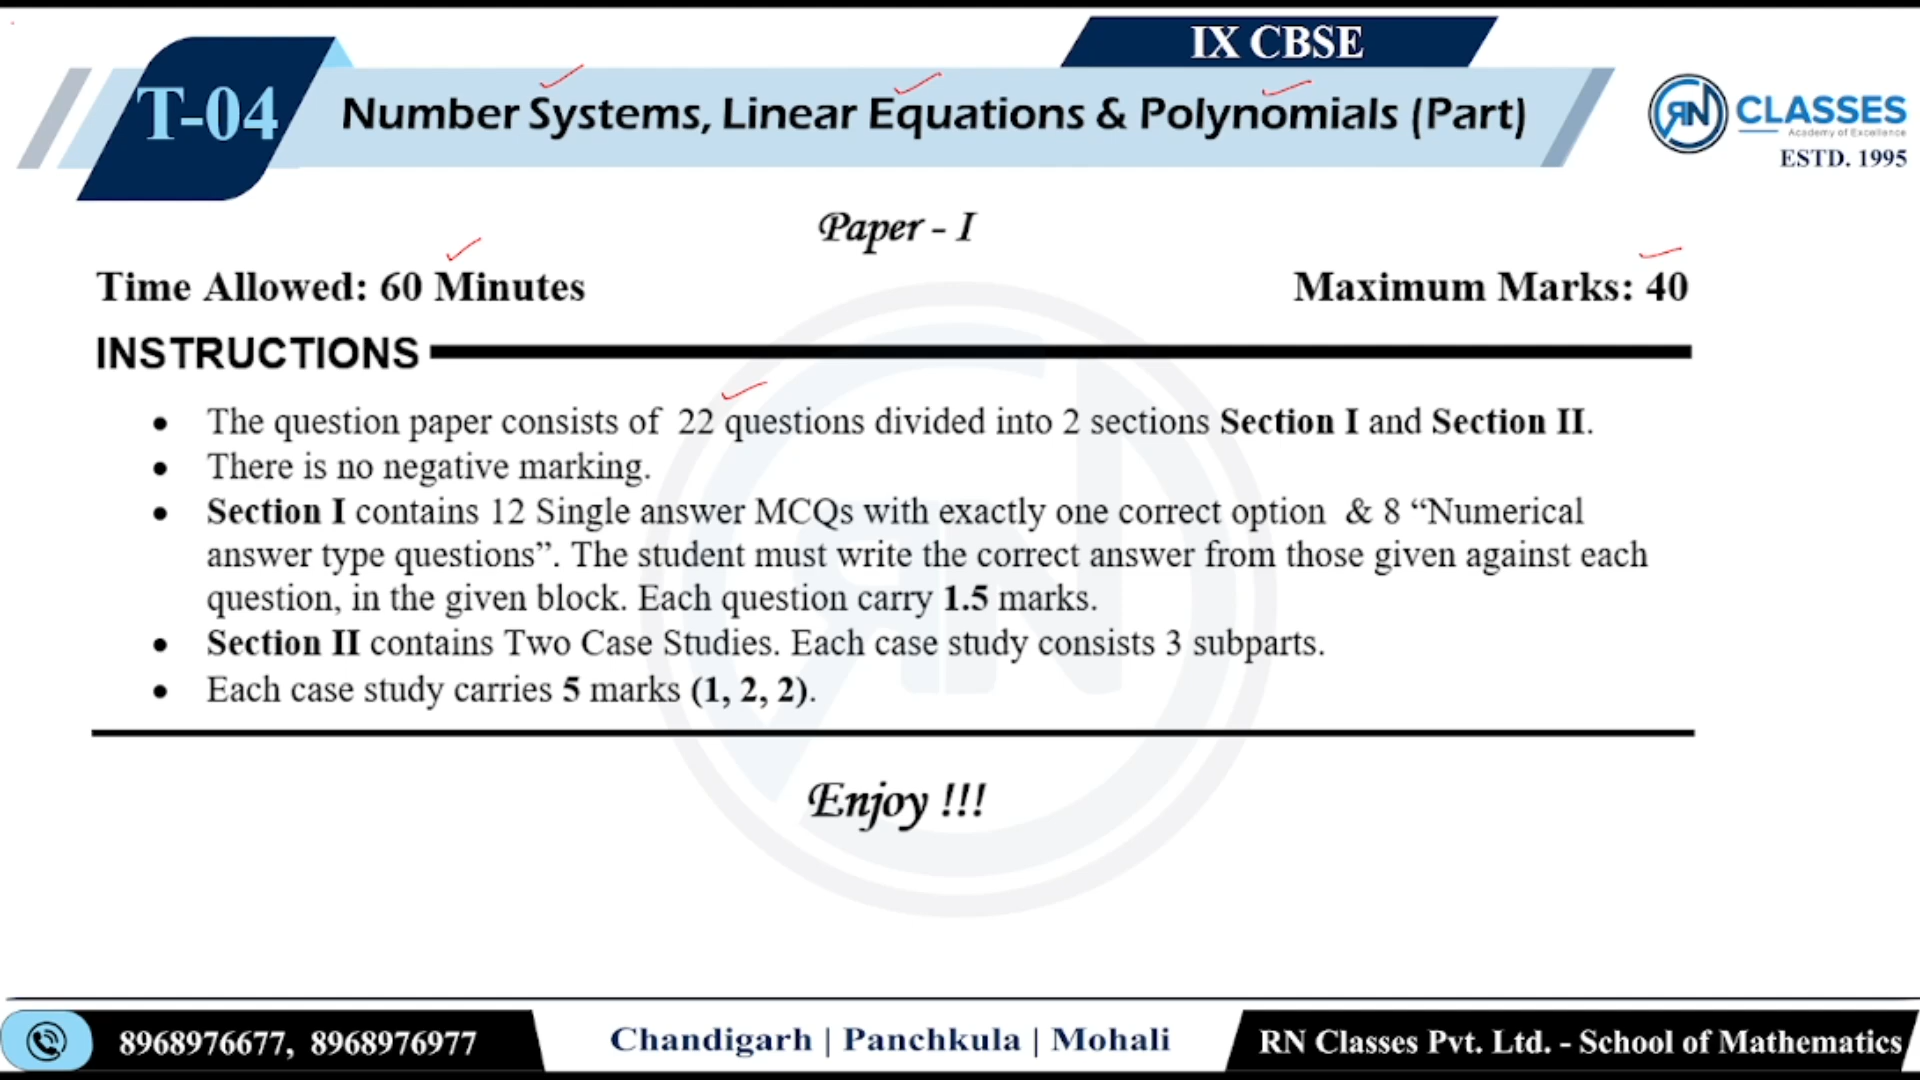 IX CBSE
T-04
Number Systems, Linear Equations & Polynomials (Part)
RN CLASSES
Academy of Excellence
ESTD. 1995
Paper - I
Time Allowed: 60 Minutes
Maximum Marks: 40
INSTRUCTIONS
• The question paper consists of 22 questions divided into 2 sections Section I and Section II.
• There is no negative marking.
• Section I contains 12 Single answer MCQs with exactly one correct option & 8 “Numerical
answer type questions”. The student must write the correct answer from those given against each
question, in the given block. Each question carry 1.5 marks.
• Section II contains Two Case Studies. Each case study consists 3 subparts.
• Each case study carries 5 marks (1, 2, 2).
Enjoy !!!
8968976677, 8968976977
Chandigarh | Panchkula | Mohali
RN Classes Pvt. Ltd. - School of Mathematics